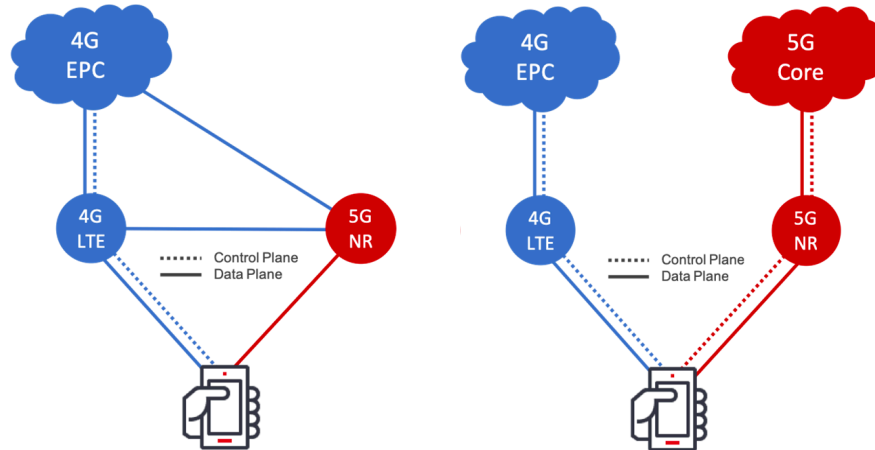 4G
EPC
4G
LTE
5G
NR
Control Plane
Data Plane
4G
EPC
5G
Core
4G
LTE
5G
NR
Control Plane
Data Plane